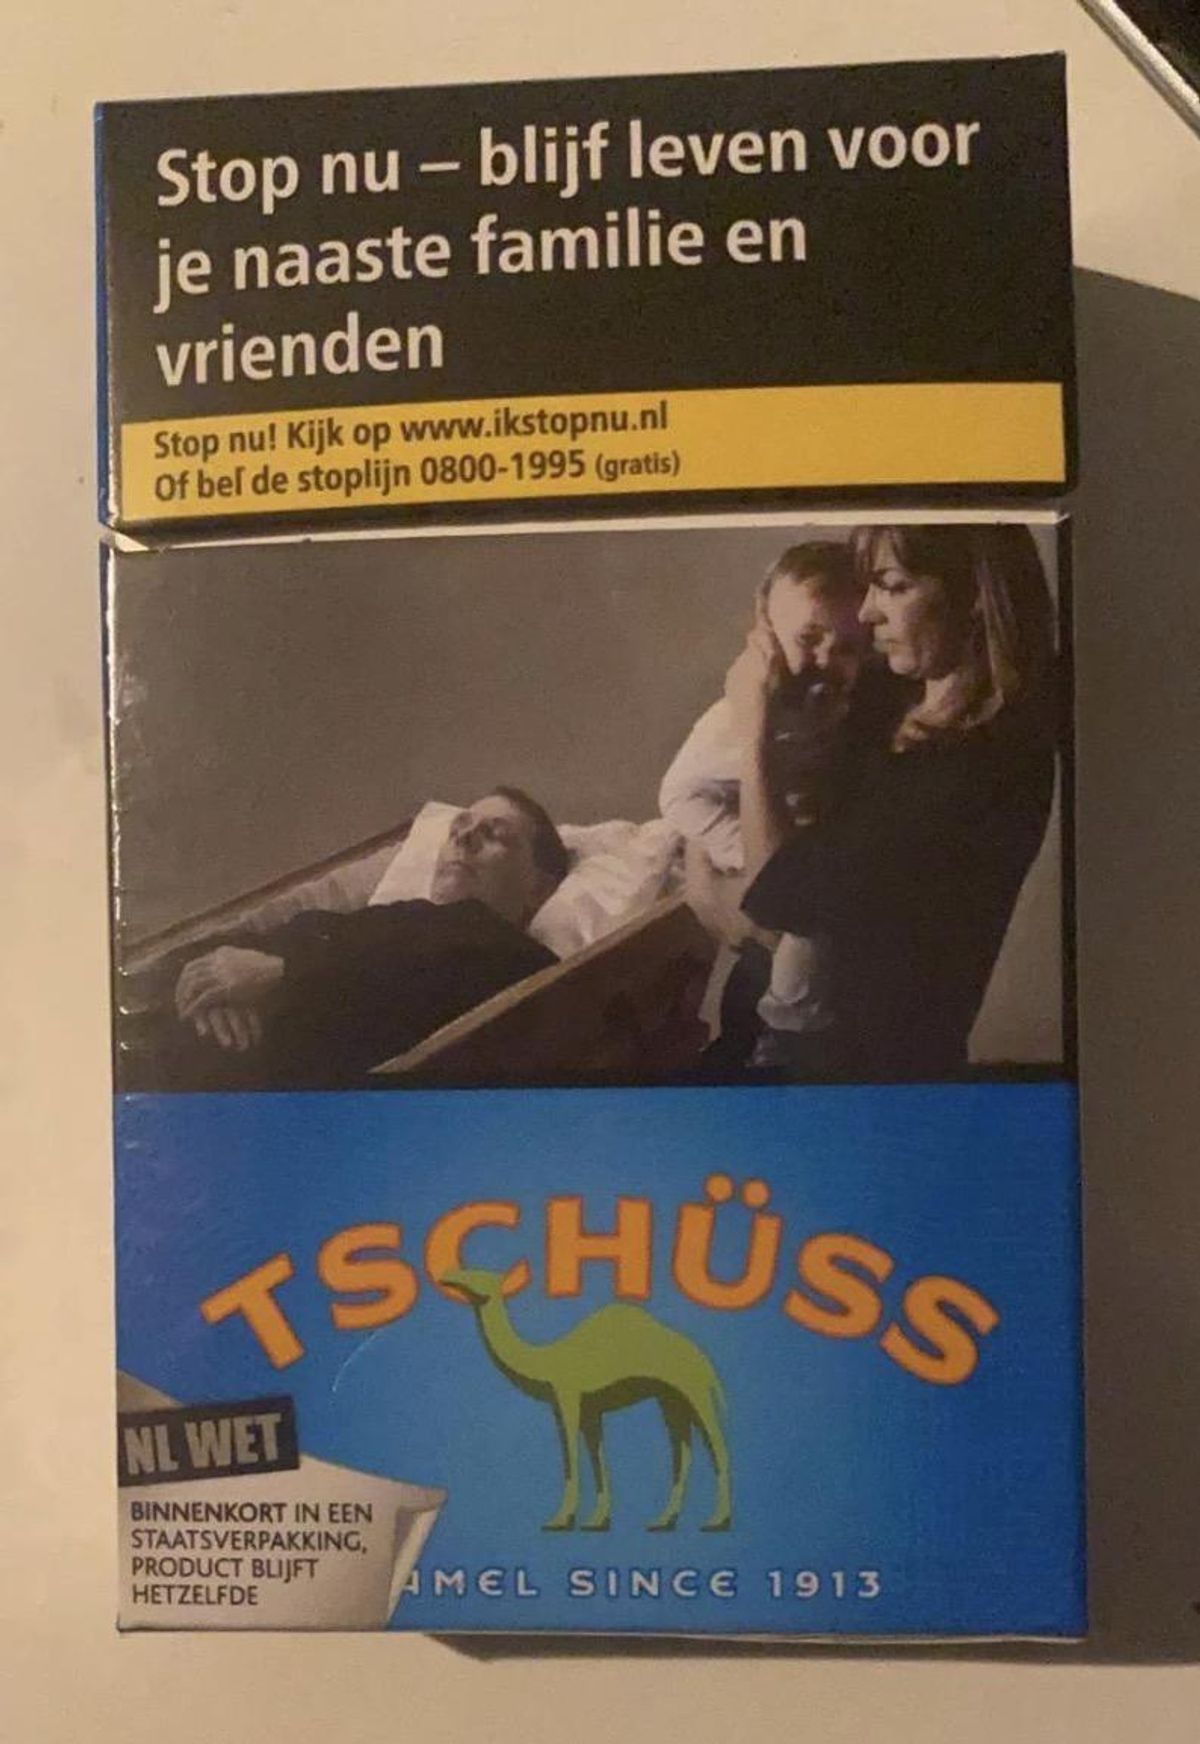 Stop nu – blijf leven voor
je naaste familie en
vrienden
Stop nu! Kijk op www.ikstopnu.nl
Of bel de stoplijn 0800-1995 (gratis)
TSCHÜSS
NL WET
BINNENKORT IN EEN
STAATSVERPAKKING,
PRODUCT BLIJFT
HETZELFDE
AMEL SINCE 1913